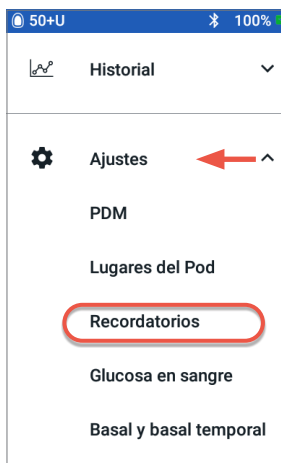 50+U 100%
Historial
Ajustes
PDM
Lugares del Pod
Recordatorios
Glucosa en sangre
Basal y basal temporal